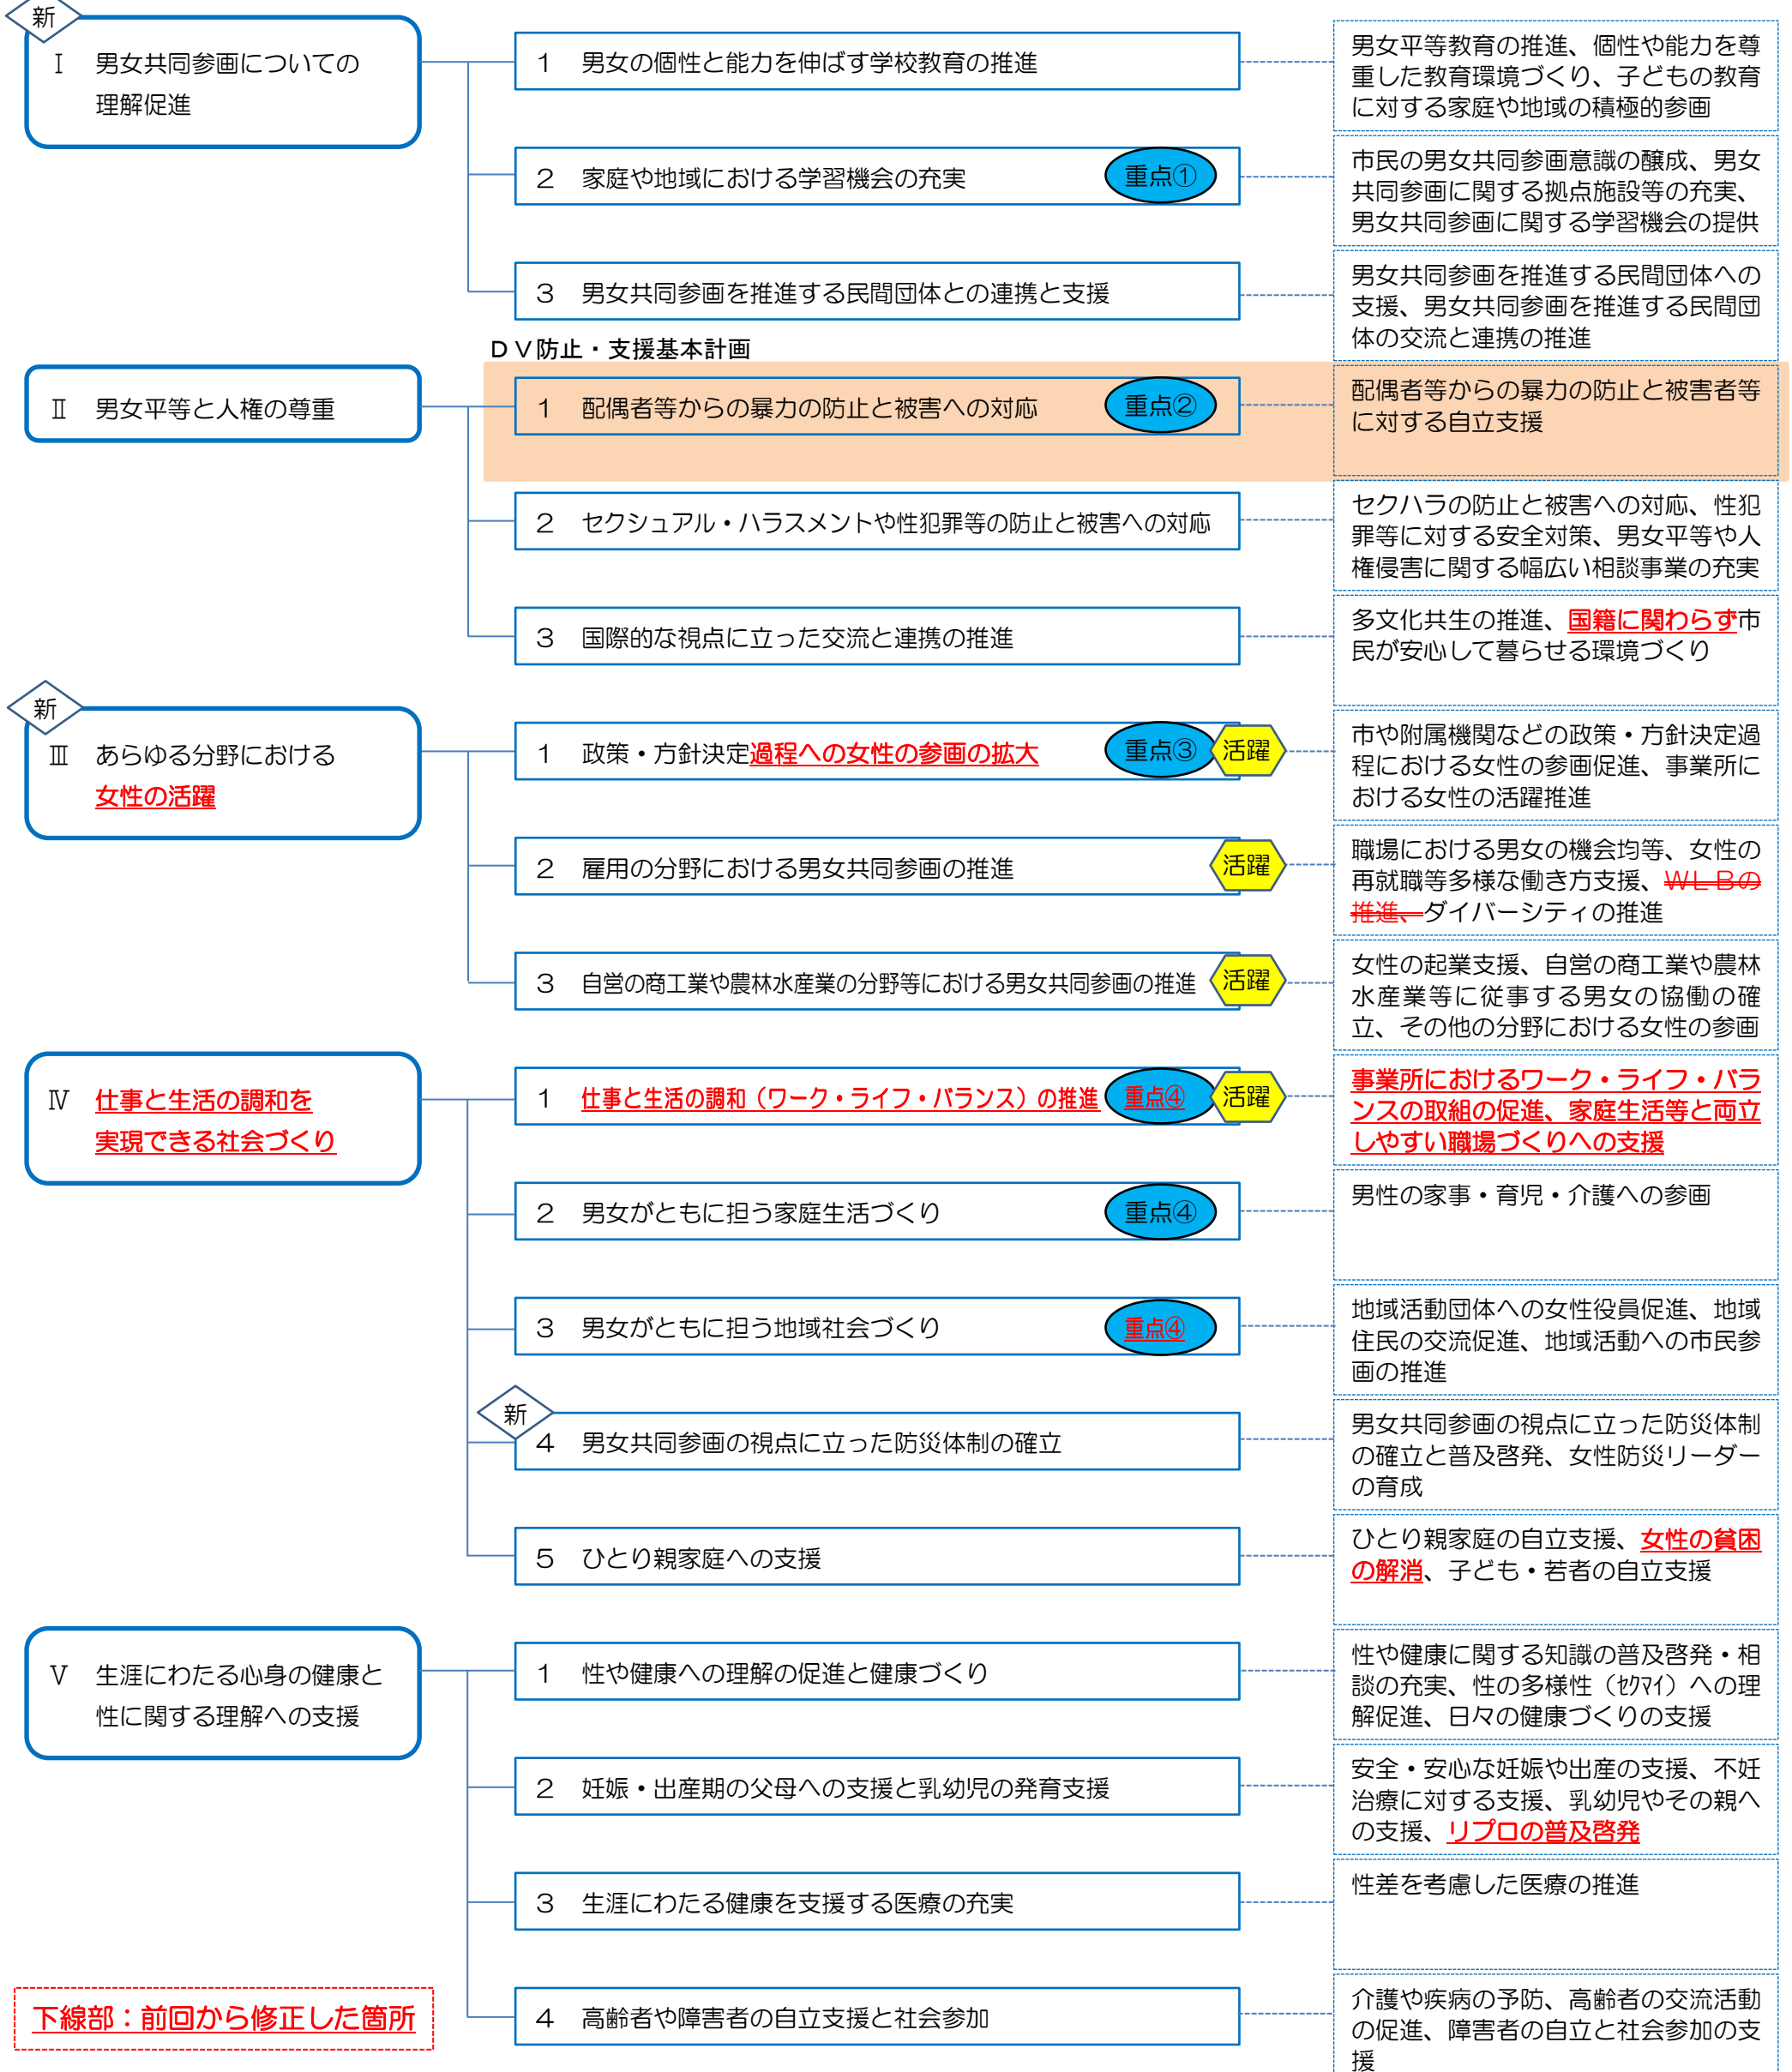 新
Ⅰ 男女共同参画についての
理解促進
1 男女の個性と能力を伸ばす学校教育の推進
男女平等教育の推進、個性や能力を尊
重した教育環境づくり、子どもの教育
に対する家庭や地域の積極的参画
2 家庭や地域における学習機会の充実 重点①
市民の男女共同参画意識の醸成、男女
共同参画に関する拠点施設等の充実、
男女共同参画に関する学習機会の提供
3 男女共同参画を推進する民間団体との連携と支援
男女共同参画を推進する民間団体への
支援、男女共同参画を推進する民間団
体の交流と連携の推進
DV防止・支援基本計画
Ⅱ 男女平等と人権の尊重
1 配偶者等からの暴力の防止と被害への対応 重点②
配偶者等からの暴力の防止と被害者等
に対する自立支援
2 セクシュアル・ハラスメントや性犯罪等の防止と被害への対応
セクハラの防止と被害への対応、性犯
罪等に対する安全対策、男女平等や人
権侵害に関する幅広い相談事業の充実
3 国際的な視点に立った交流と連携の推進
多文化共生の推進、国籍に関わらず市
民が安心して暮らせる環境づくり
新
Ⅲ あらゆる分野における
女性の活躍
1 政策・方針決定過程への女性の参画の拡大 重点③ 活躍
市や附属機関などの政策・方針決定過
程における女性の参画促進、事業所に
おける女性の活躍推進
2 雇用の分野における男女共同参画の推進 活躍
職場における男女の機会均等、女性の
再就職等多様な働き方支援、WLBの
推進、ダイバーシティの推進
3 自営の商工業や農林水産業の分野等における男女共同参画の推進 活躍
女性の起業支援、自営の商工業や農林
水産業等に従事する男女の協働の確
立、その他の分野における女性の参画
Ⅳ 仕事と生活の調和を
実現できる社会づくり
1 仕事と生活の調和（ワーク・ライフ・バランス）の推進 重点④ 活躍
事業所におけるワーク・ライフ・バラ
ンスの取組の促進、家庭生活等と両立
しやすい職場づくりへの支援
2 男女がともに担う家庭生活づくり 重点④
男性の家事・育児・介護への参画
3 男女がともに担う地域社会づくり 重点④
地域活動団体への女性役員促進、地域
住民の交流促進、地域活動への市民参
画の推進
新
4 男女共同参画の視点に立った防災体制の確立
男女共同参画の視点に立った防災体制
の確立と普及啓発、女性防災リーダー
の育成
5 ひとり親家庭への支援
ひとり親家庭の自立支援、女性の貧困
の解消、子ども・若者の自立支援
Ⅴ 生涯にわたる心身の健康と
性に関する理解への支援
1 性や健康への理解の促進と健康づくり
性や健康に関する知識の普及啓発・相
談の充実、性の多様性（ｾｸﾏｲ）への理
解促進、日々の健康づくりの支援
2 妊娠・出産期の父母への支援と乳幼児の発育支援
安全・安心な妊娠や出産の支援、不妊
治療に対する支援、乳幼児やその親へ
の支援、リプロの普及啓発
3 生涯にわたる健康を支援する医療の充実
性差を考慮した医療の推進
4 高齢者や障害者の自立支援と社会参加
介護や疾病の予防、高齢者の交流活動
の促進、障害者の自立と社会参加の支
援
下線部：前回から修正した箇所